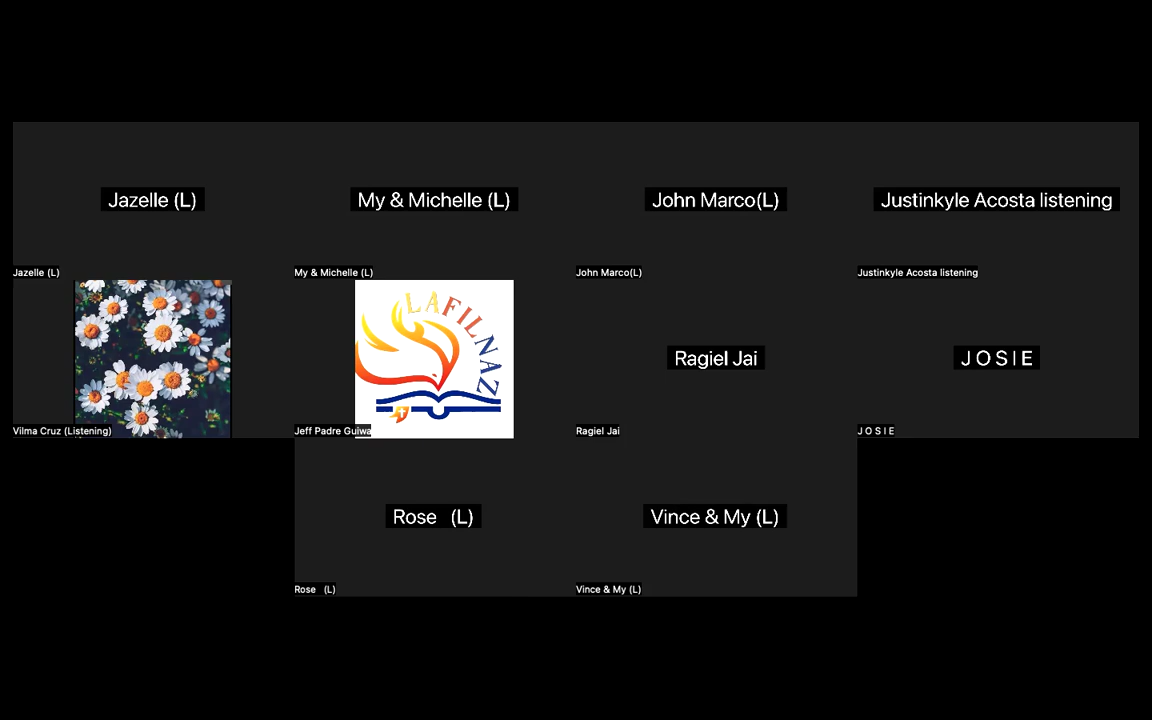 Jazelle (L)
My & Michelle (L)
John Marco(L)
Justinkyle Acosta listening
Jazelle (L)
My & Michelle (L)
John Marco(L)
Justinkyle Acosta listening
LAFILNAZ
Ragiel Jai
J O S I E
Vilma Cruz (Listening)
Jeff Padre Guiwa
Ragiel Jai
J O S I E
Rose   (L)
Vince & My (L)
Rose   (L)
Vince & My (L)